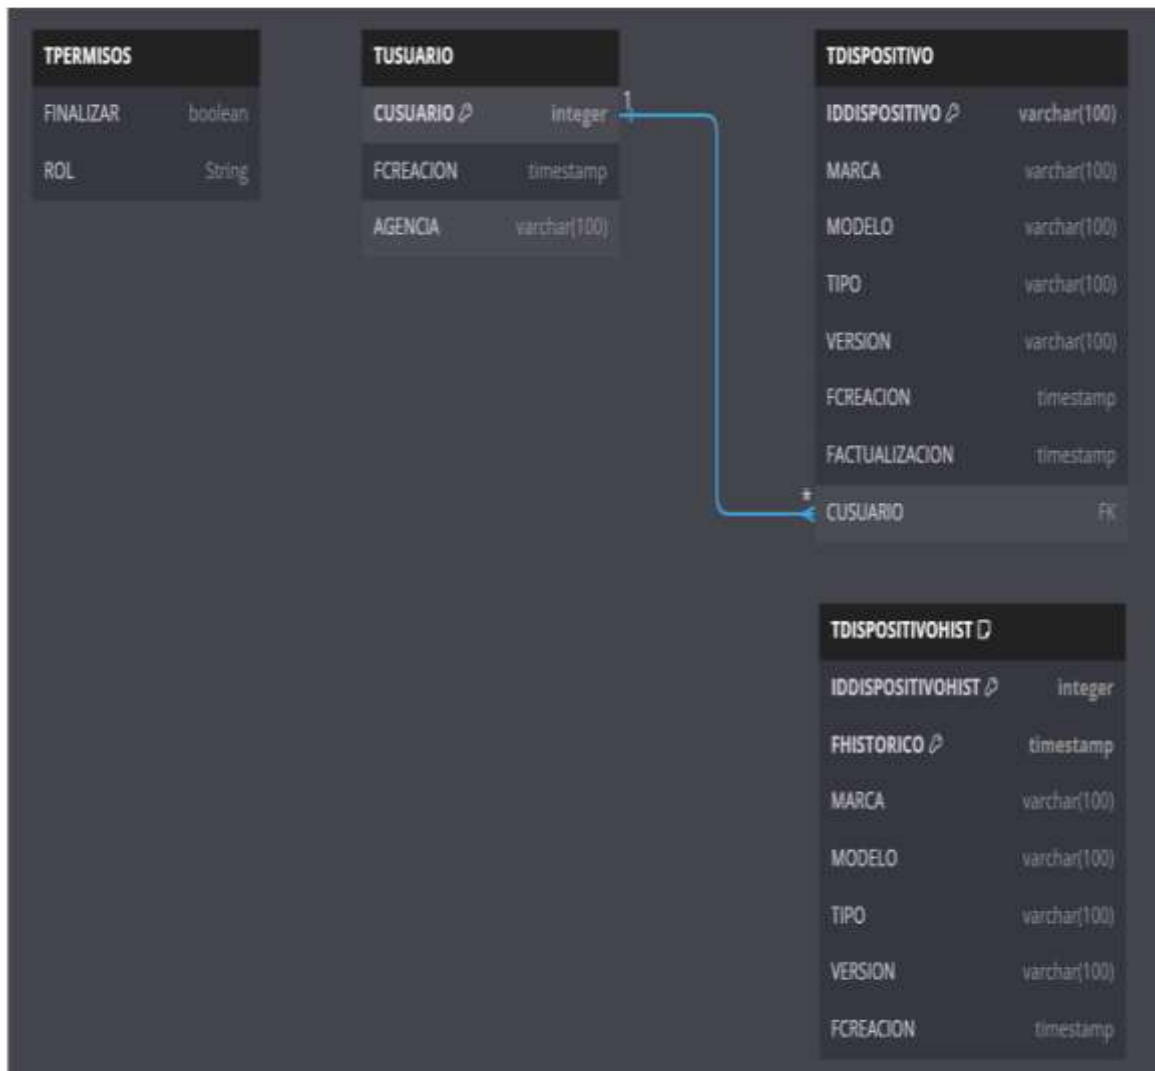 TPERMISOS
FINALIZAR boolean
ROL String
TUSUARIO
CUSUARIO integer
FCREACION timestamp
AGENCIA varchar(100)
1
TDISPOSITIVO
IDDISPOSITIVO varchar(100)
MARCA varchar(100)
MODELO varchar(100)
TIPO varchar(100)
VERSION varchar(100)
FCREACION timestamp
FACTUALIZACION timestamp
* CUSUARIO FK
TDISPOSITIVOHIST
IDDISPOSITIVOHIST integer
FHISTORICO timestamp
MARCA varchar(100)
MODELO varchar(100)
TIPO varchar(100)
VERSION varchar(100)
FCREACION timestamp